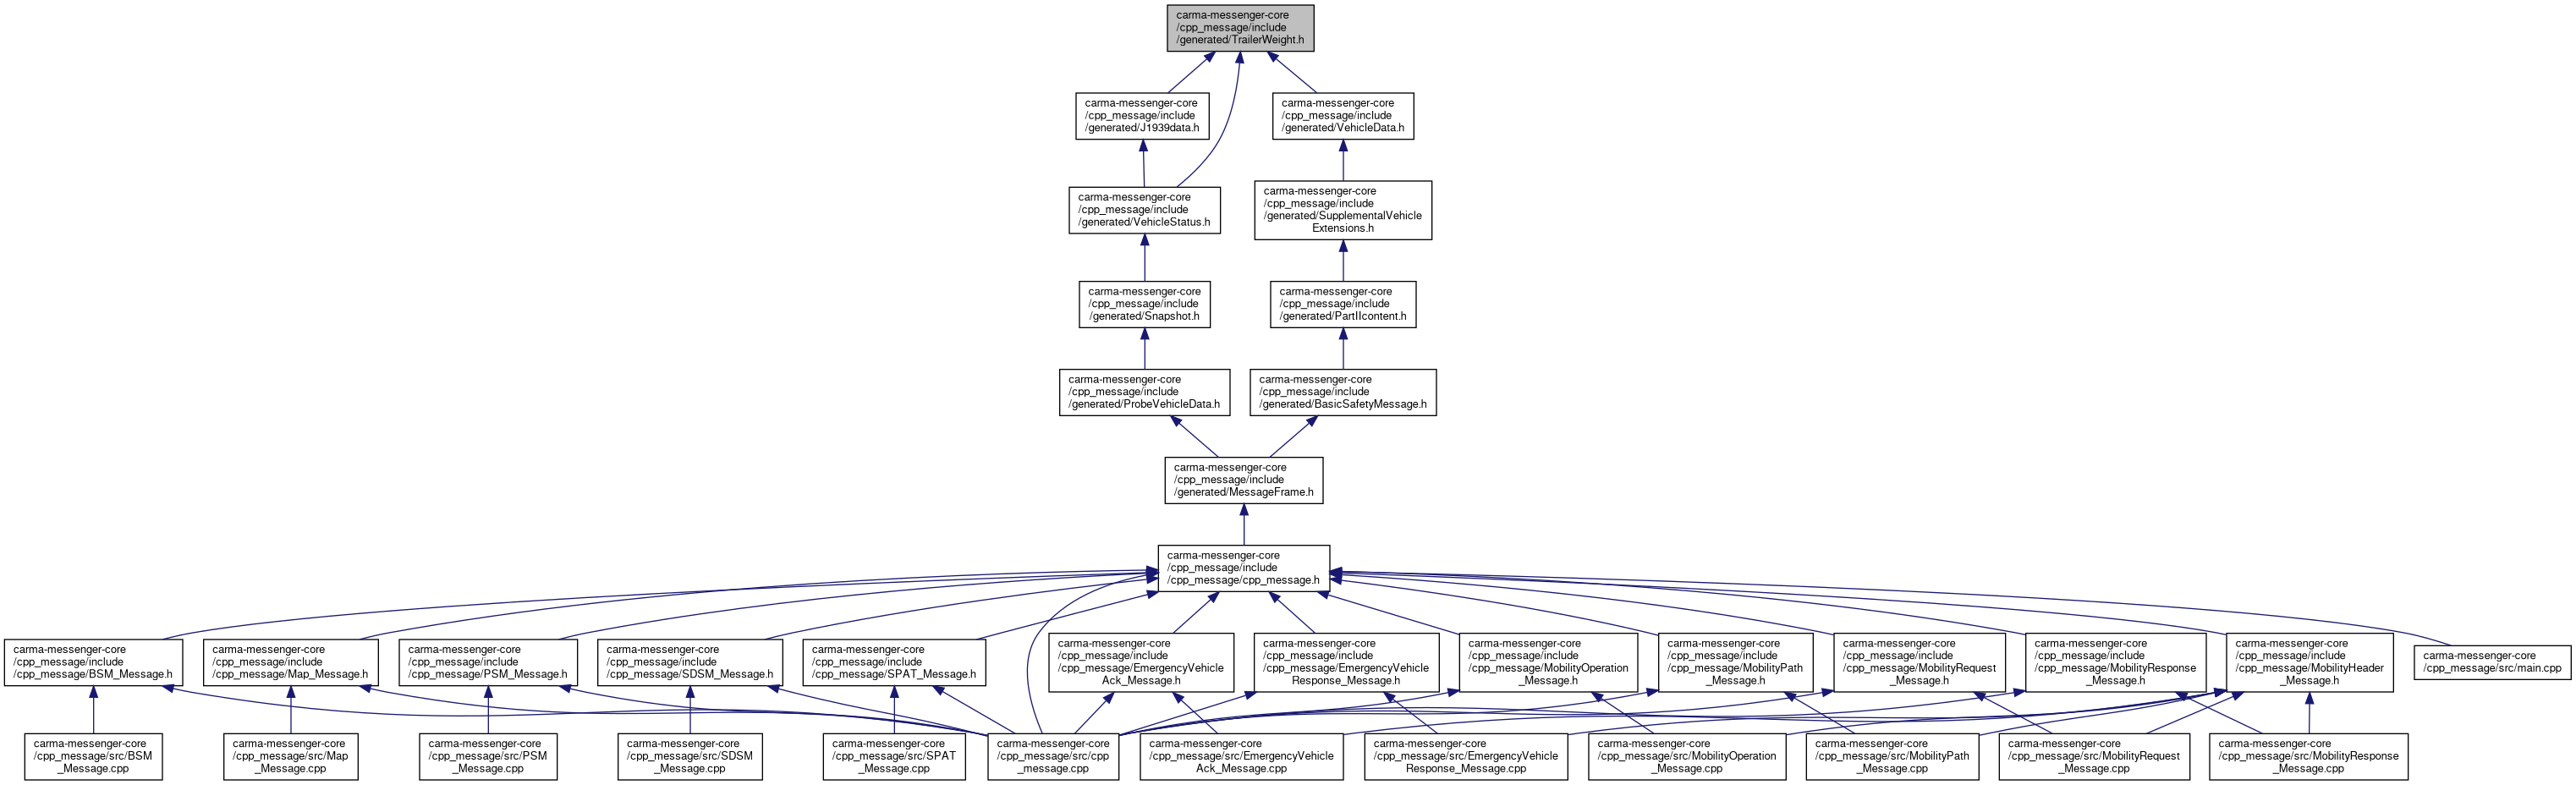 carma-messenger-core
/cpp_message/include
/generated/TrailerWeight.h
carma-messenger-core
/cpp_message/include
/generated/J1939data.h
carma-messenger-core
/cpp_message/include
/generated/VehicleData.h
carma-messenger-core
/cpp_message/include
/generated/VehicleStatus.h
carma-messenger-core
/cpp_message/include
/generated/SupplementalVehicle
Extensions.h
carma-messenger-core
/cpp_message/include
/generated/Snapshot.h
carma-messenger-core
/cpp_message/include
/generated/PartIIcontent.h
carma-messenger-core
/cpp_message/include
/generated/ProbeVehicleData.h
carma-messenger-core
/cpp_message/include
/generated/BasicSafetyMessage.h
carma-messenger-core
/cpp_message/include
/generated/MessageFrame.h
carma-messenger-core
/cpp_message/include
/cpp_message/cpp_message.h
carma-messenger-core
/cpp_message/include
/cpp_message/BSM_Message.h
carma-messenger-core
/cpp_message/include
/cpp_message/Map_Message.h
carma-messenger-core
/cpp_message/include
/cpp_message/PSM_Message.h
carma-messenger-core
/cpp_message/include
/cpp_message/SDSM_Message.h
carma-messenger-core
/cpp_message/include
/cpp_message/SPAT_Message.h
carma-messenger-core
/cpp_message/include
/cpp_message/EmergencyVehicle
Ack_Message.h
carma-messenger-core
/cpp_message/include
/cpp_message/EmergencyVehicle
Response_Message.h
carma-messenger-core
/cpp_message/include
/cpp_message/MobilityOperation
_Message.h
carma-messenger-core
/cpp_message/include
/cpp_message/MobilityPath
_Message.h
carma-messenger-core
/cpp_message/include
/cpp_message/MobilityRequest
_Message.h
carma-messenger-core
/cpp_message/include
/cpp_message/MobilityResponse
_Message.h
carma-messenger-core
/cpp_message/include
/cpp_message/MobilityHeader
_Message.h
carma-messenger-core
/cpp_message/src/main.cpp
carma-messenger-core
/cpp_message/src/BSM
_Message.cpp
carma-messenger-core
/cpp_message/src/Map
_Message.cpp
carma-messenger-core
/cpp_message/src/PSM
_Message.cpp
carma-messenger-core
/cpp_message/src/SDSM
_Message.cpp
carma-messenger-core
/cpp_message/src/SPAT
_Message.cpp
carma-messenger-core
/cpp_message/src/cpp
_message.cpp
carma-messenger-core
/cpp_message/src/EmergencyVehicle
Ack_Message.cpp
carma-messenger-core
/cpp_message/src/EmergencyVehicle
Response_Message.cpp
carma-messenger-core
/cpp_message/src/MobilityOperation
_Message.cpp
carma-messenger-core
/cpp_message/src/MobilityPath
_Message.cpp
carma-messenger-core
/cpp_message/src/MobilityRequest
_Message.cpp
carma-messenger-core
/cpp_message/src/MobilityResponse
_Message.cpp